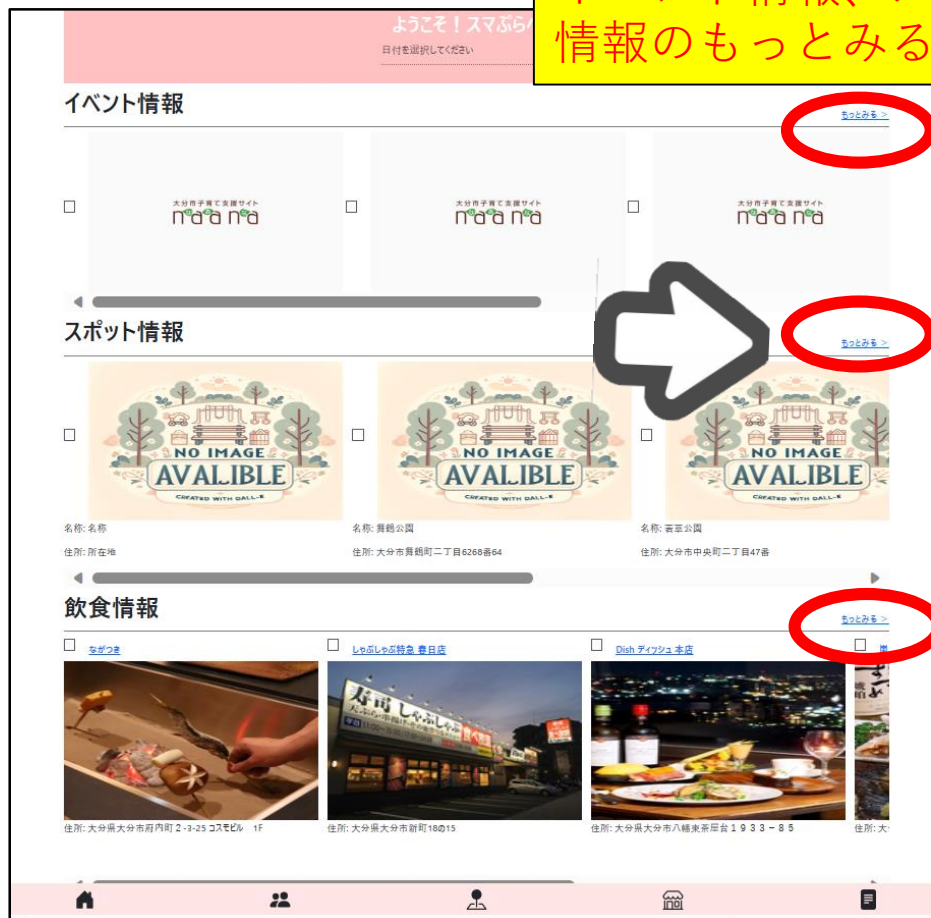 情報のもっとみる
ようこそ！スマぷら
日付を選択してください
イベント情報
もっとみる >
大分市子育て支援サイト
naana
大分市子育て支援サイト
naana
大分市子育て支援サイト
naana
スポット情報
もっとみる >
NO IMAGE
AVALIBLE
CREATED WITH DALL-E
NO IMAGE
AVALIBLE
CREATED WITH DALL-E
NO IMAGE
AVALIBLE
CREATED WITH DALL-E
名称: 名称
名称: 舞鶴公園
名称: 若草公園
住所: 所在地
住所: 大分市舞鶴町二丁目6268番64
住所: 大分市中央町二丁目47番
飲食情報
もっとみる >
ながつき
しゃぶしゃぶ特急 春日店
Dish ディッシュ 本店
寿司 しゃぶしゃぶ
住所: 大分県大分市府内町２-3-25 コスモビル 1F
住所: 大分県大分市新町18の15
住所: 大分県大分市八幡東茶屋台１９３３－８５
住所: 大